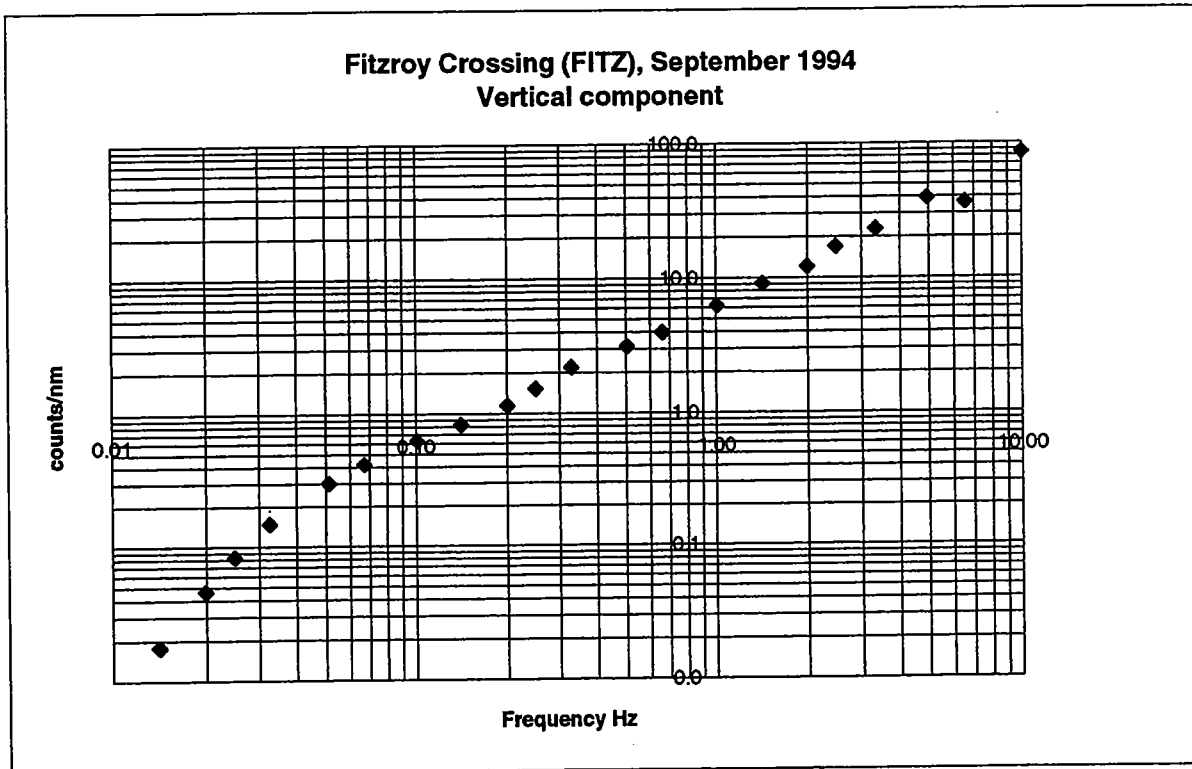 Fitzroy Crossing (FITZ), September 1994
Vertical component
100.0
10.0
1.0
0.01
0.10
1.00
10.00
0.1
0.0
counts/nm
Frequency Hz